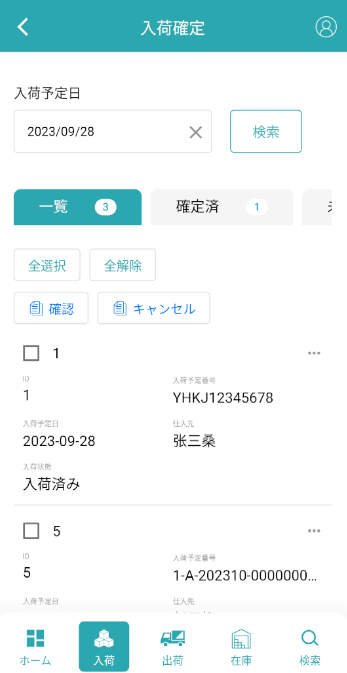 入荷確定
入荷予定日
2023/09/28
検索
一覧 3 確定済 1
全選択 全解除
確認 キャンセル
1
ID 入荷予定番号
1 YHKJ12345678
入荷予定日 仕入先
2023-09-28 张三桑
入荷状態
入荷済み
5
ID 入荷予定番号
5 1-A-202310-0000000...
入荷予定日 仕入先
ホーム 入荷 出荷 在庫 検索